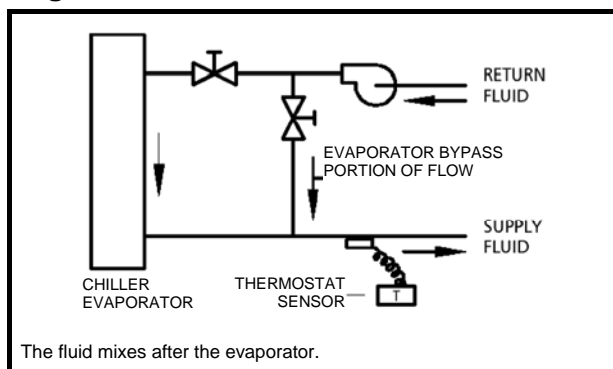 RETURN
FLUID
EVAPORATOR BYPASS
PORTION OF FLOW
SUPPLY
FLUID
CHILLER
EVAPORATOR
THERMOSTAT
SENSOR
T
The fluid mixes after the evaporator.